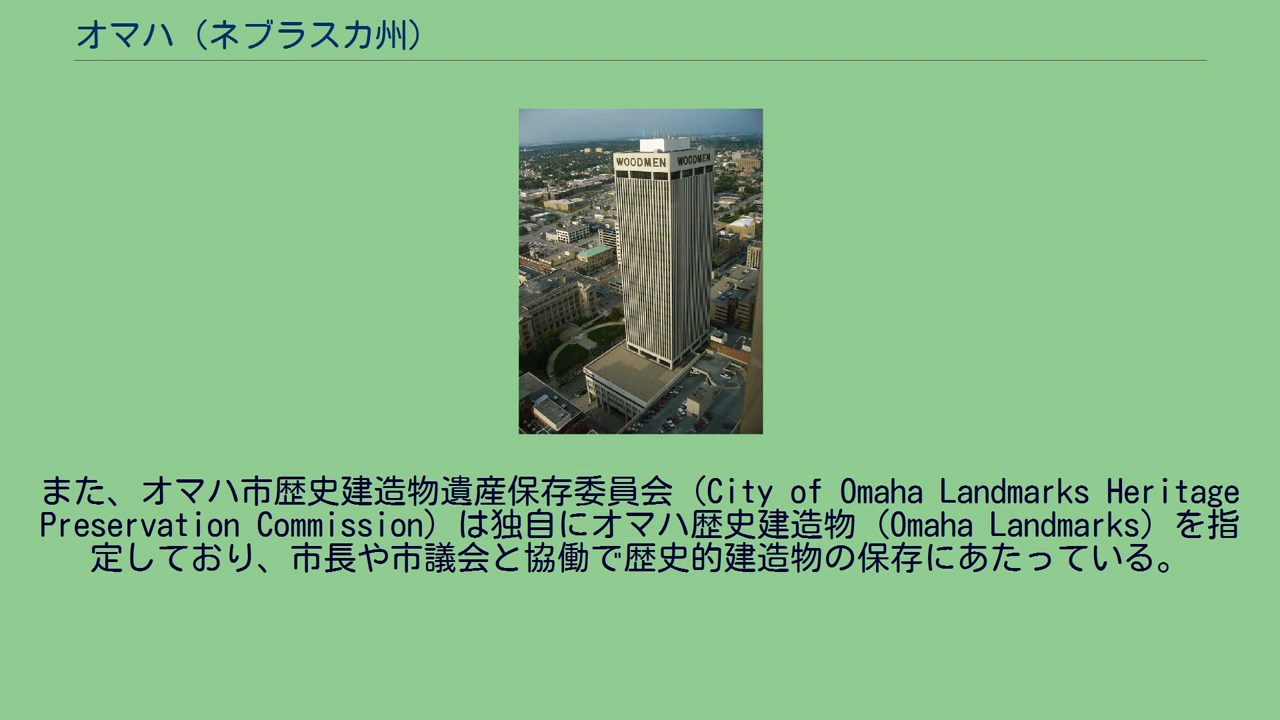 オマハ（ネブラスカ州）
WOODMEN WOODMEN
また、オマハ市歴史建造物遺産保存委員会（City of Omaha Landmarks Heritage
Preservation Commission）は独自にオマハ歴史建造物（Omaha Landmarks）を指
定しており、市長や市議会と協働で歴史的建造物の保存にあたっている。